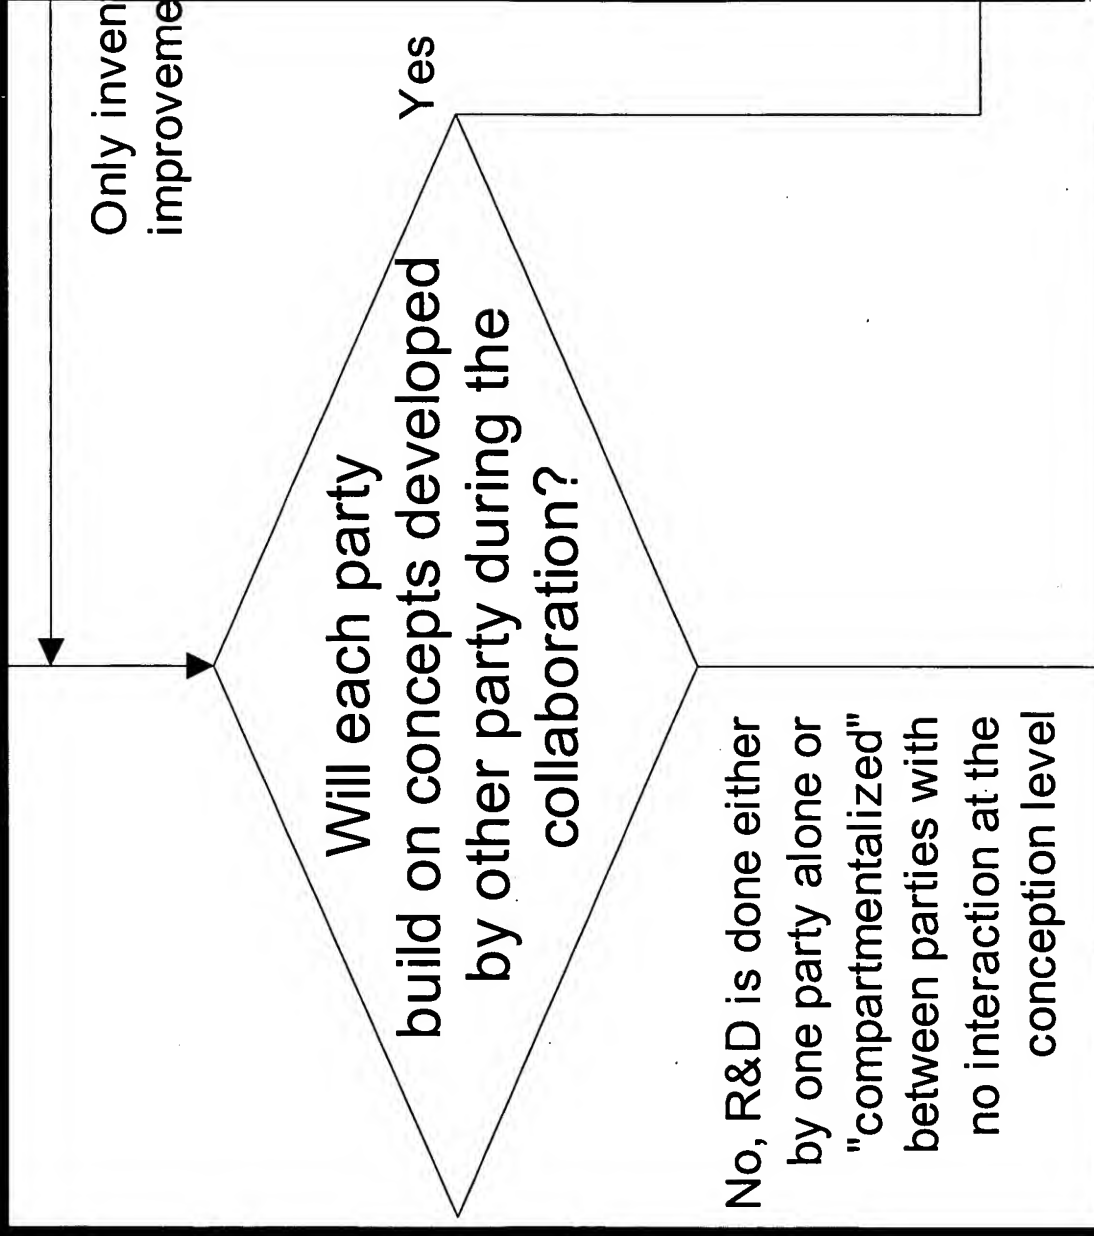 Only inven
improveme
Yes
Will each party
build on concepts developed
by other party during the
collaboration?
No, R&D is done either
by one party alone or
"compartmentalized"
between parties with
no interaction at the
conception level